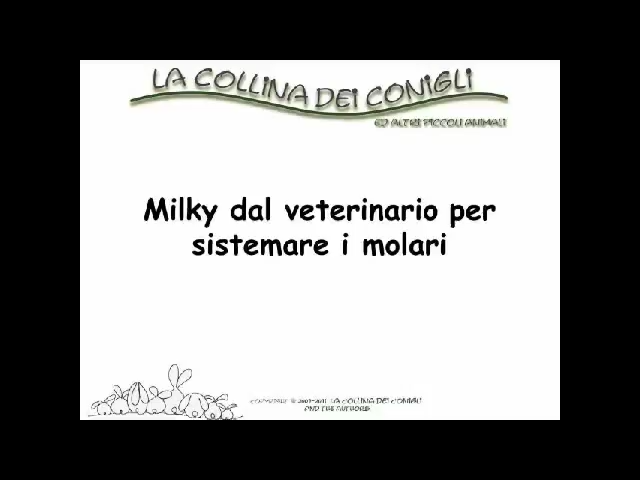 LA COLLINA DEI CONIGLI
ED ALTRI PICCOLI ANIMALI
Milky dal veterinario per
sistemare i molari
COPYRIGHT © LA COLLINA DEI CONIGLI
AND THE AUTHORS